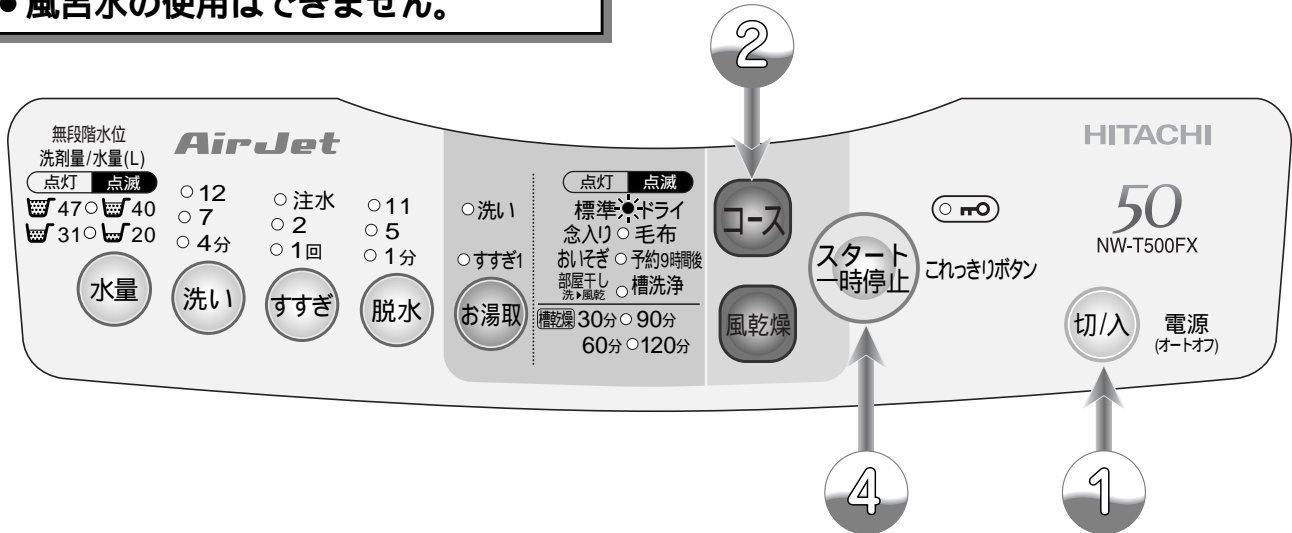 ●風呂水の使用はできません。
②
無段階水位
洗剤量/水量(L)
点灯 点滅
47 40
31 20
水量
AirJet
12
7
4分
洗い
注水
2
1回
すすぎ
11
5
1分
脱水
洗い
すすぎ1
お湯取
点灯 点滅
標準 ドライ
念入り 毛布
おいそぎ 予約9時間後
部屋干し 槽洗浄
洗▶風乾
槽乾燥 30分 90分
60分 120分
コース
風乾燥
スタート
一時停止
これっきりボタン
HITACHI
50
NW-T500FX
切/入
電源
(オートオフ)
④
①